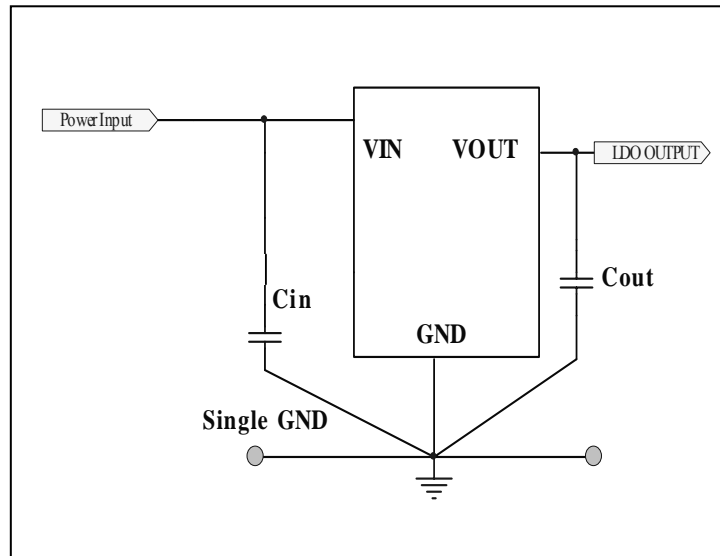 Power Input
VIN
VOUT
LDO OUTPUT
Cin
Cout
GND
Single GND